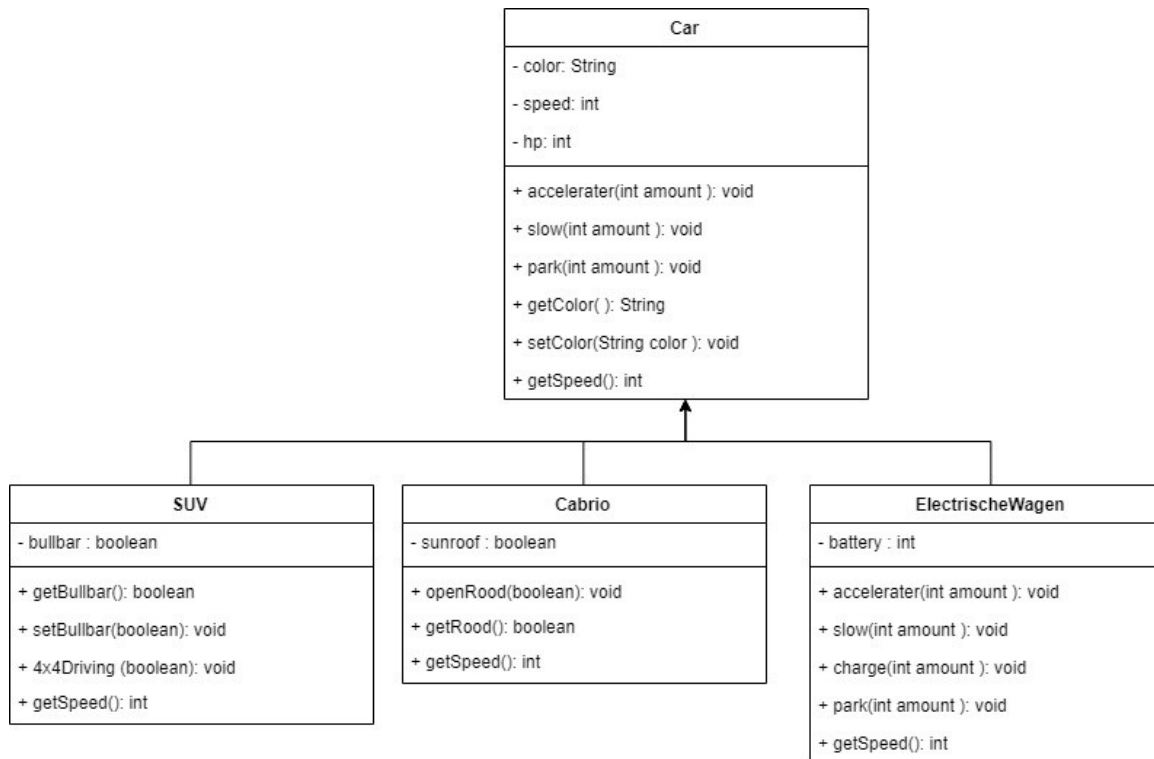 Car
- color: String
- speed: int
- hp: int
+ accelerater(int amount ): void
+ slow(int amount ): void
+ park(int amount ): void
+ getColor( ): String
+ setColor(String color ): void
+ getSpeed(): int
SUV
- bullbar : boolean
+ getBullbar(): boolean
+ setBullbar(boolean): void
+ 4x4Driving (boolean): void
+ getSpeed(): int
Cabrio
- sunroof : boolean
+ openRood(boolean): void
+ getRood(): boolean
+ getSpeed(): int
ElectrischeWagen
- battery : int
+ accelerater(int amount ): void
+ slow(int amount ): void
+ charge(int amount ): void
+ park(int amount ): void
+ getSpeed(): int